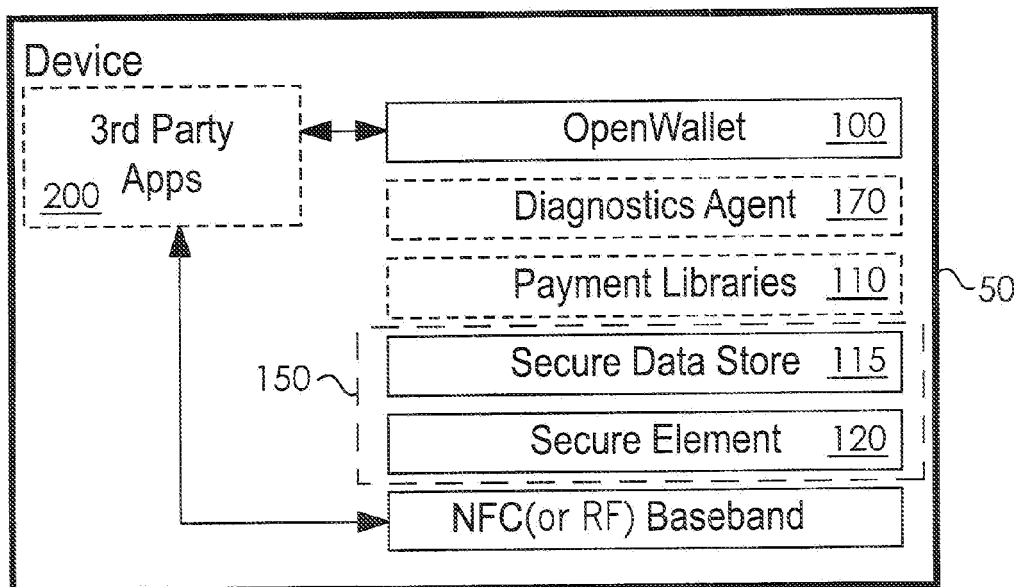 Device
3rd Party
Apps
200
OpenWallet 100
Diagnostics Agent 170
Payment Libraries 110
50
150
Secure Data Store 115
Secure Element 120
NFC(or RF) Baseband